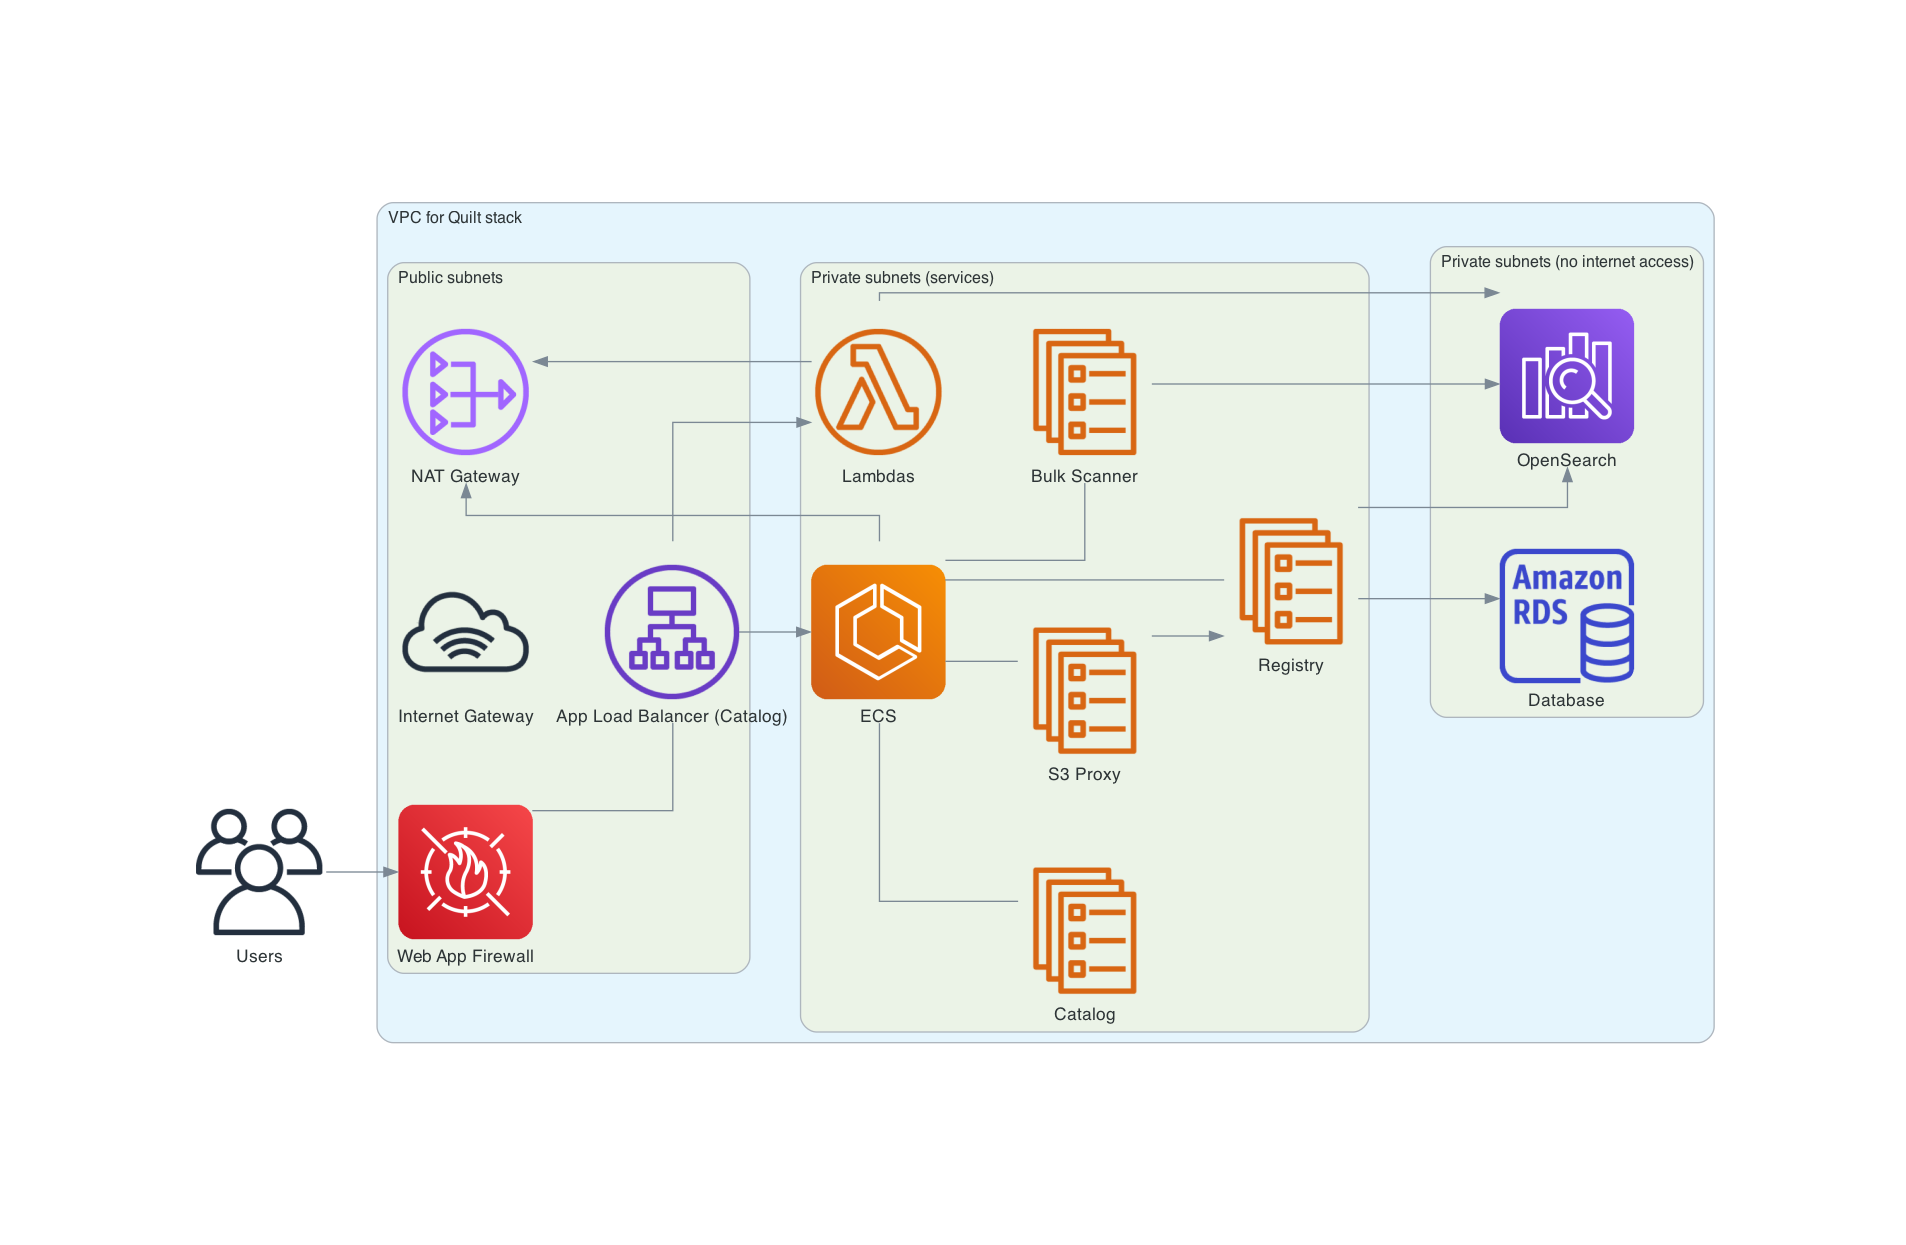 VPC for Quilt stack
Public subnets
Private subnets (services)
Private subnets (no internet access)
NAT Gateway
Lambdas
Bulk Scanner
OpenSearch
Internet Gateway
App Load Balancer (Catalog)
ECS
Registry
Amazon
RDS
Database
S3 Proxy
Users
Web App Firewall
Catalog